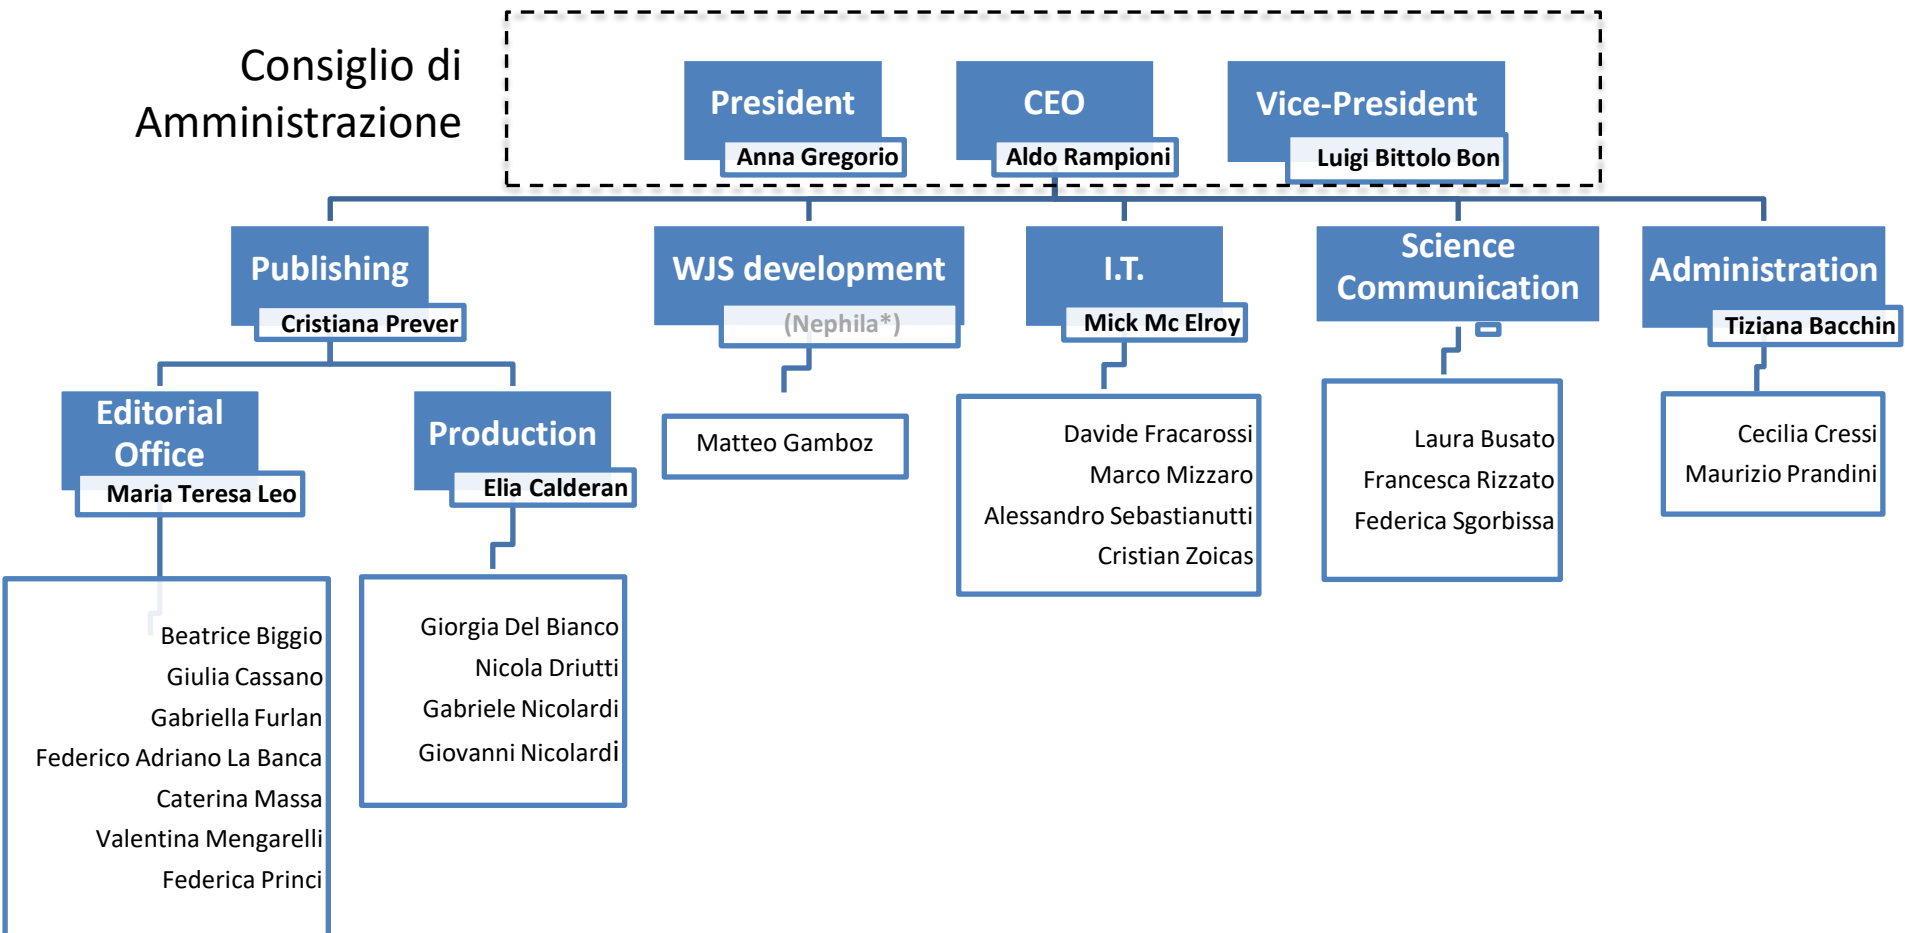 Consiglio di
Amministrazione
President
Anna Gregorio
CEO
Aldo Rampioni
Vice-President
Luigi Bittolo Bon
Publishing
Cristiana Prever
WJS development
(Nephila*)
I.T.
Mick Mc Elroy
Science
Communication
Administration
Tiziana Bacchin
Editorial
Office
Maria Teresa Leo
Production
Elia Calderan
Matteo Gamboz
Davide Fracarossi
Marco Mizzaro
Alessandro Sebastianutti
Cristian Zoicas
Laura Busato
Francesca Rizzato
Federica Sgorbissa
Cecilia Cressi
Maurizio Prandini
Beatrice Biggio
Giulia Cassano
Gabriella Furlan
Federico Adriano La Banca
Caterina Massa
Valentina Mengarelli
Federica Princi
Giorgia Del Bianco
Nicola Driutti
Gabriele Nicolardi
Giovanni Nicolardi